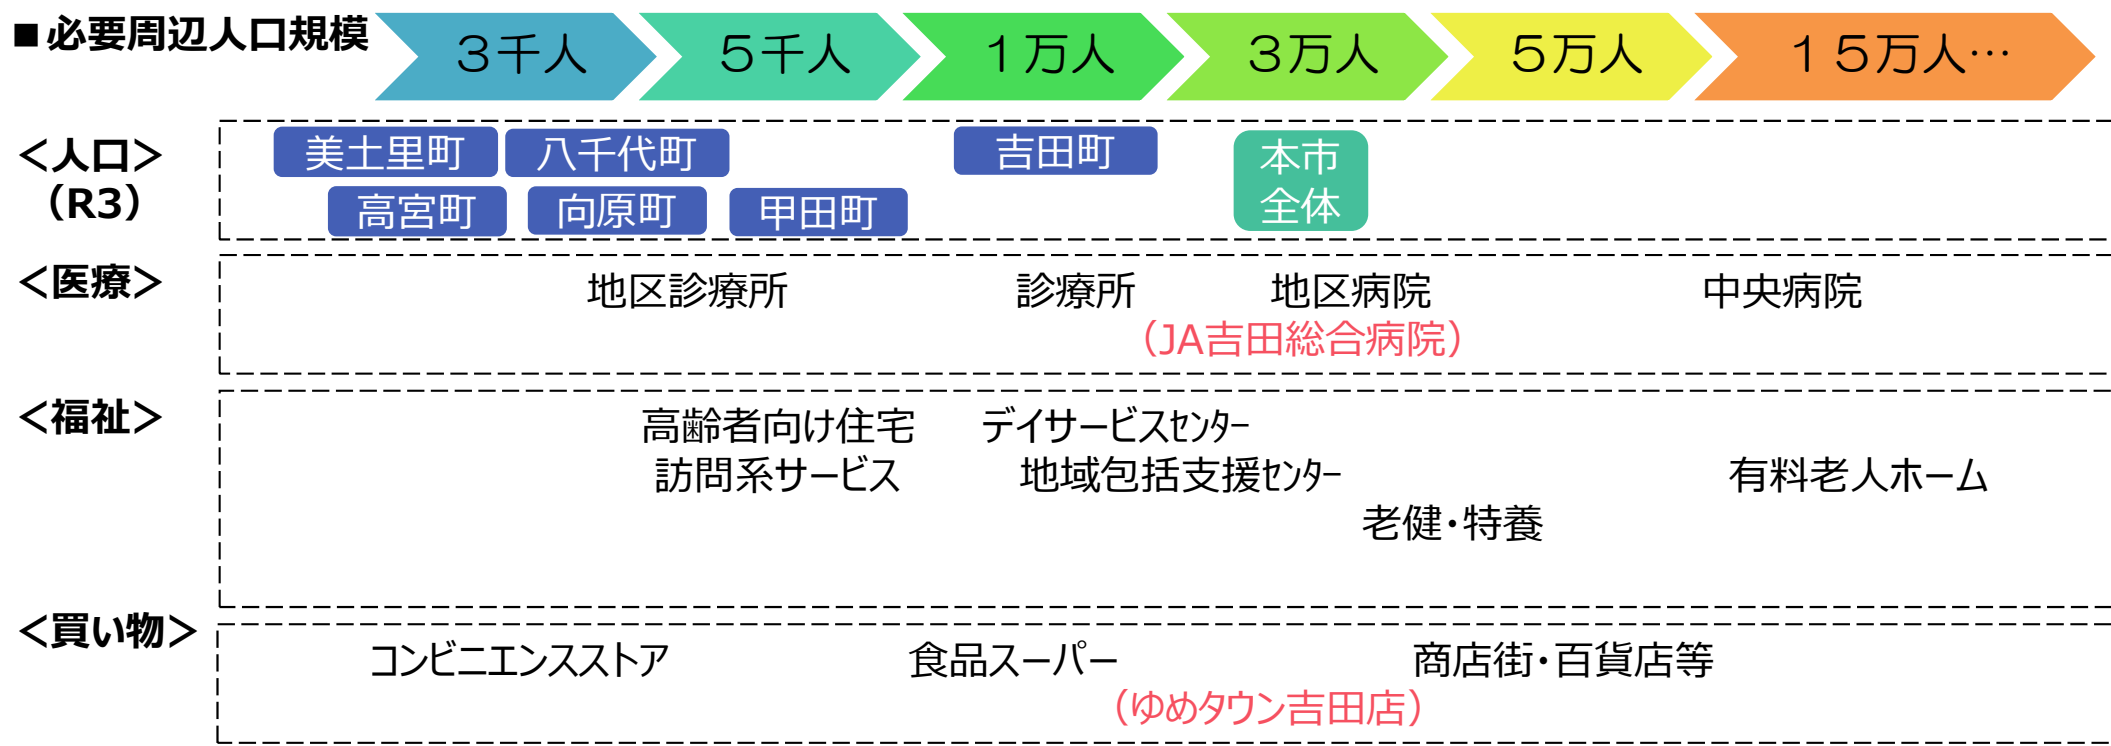 ■必要周辺人口規模
３千人 ５千人 １万人 ３万人 ５万人 １５万人…
＜人口＞
（R3）
美土里町 八千代町 吉田町 本市
高宮町 向原町 甲田町 全体
＜医療＞
地区診療所 診療所 地区病院 中央病院
（JA吉田総合病院）
＜福祉＞
高齢者向け住宅 デイサービスｾﾝﾀｰ
訪問系サービス 地域包括支援ｾﾝﾀｰ 有料老人ホーム
老健・特養
＜買い物＞
コンビニエンスストア 食品スーパー 商店街・百貨店等
（ゆめタウン吉田店）